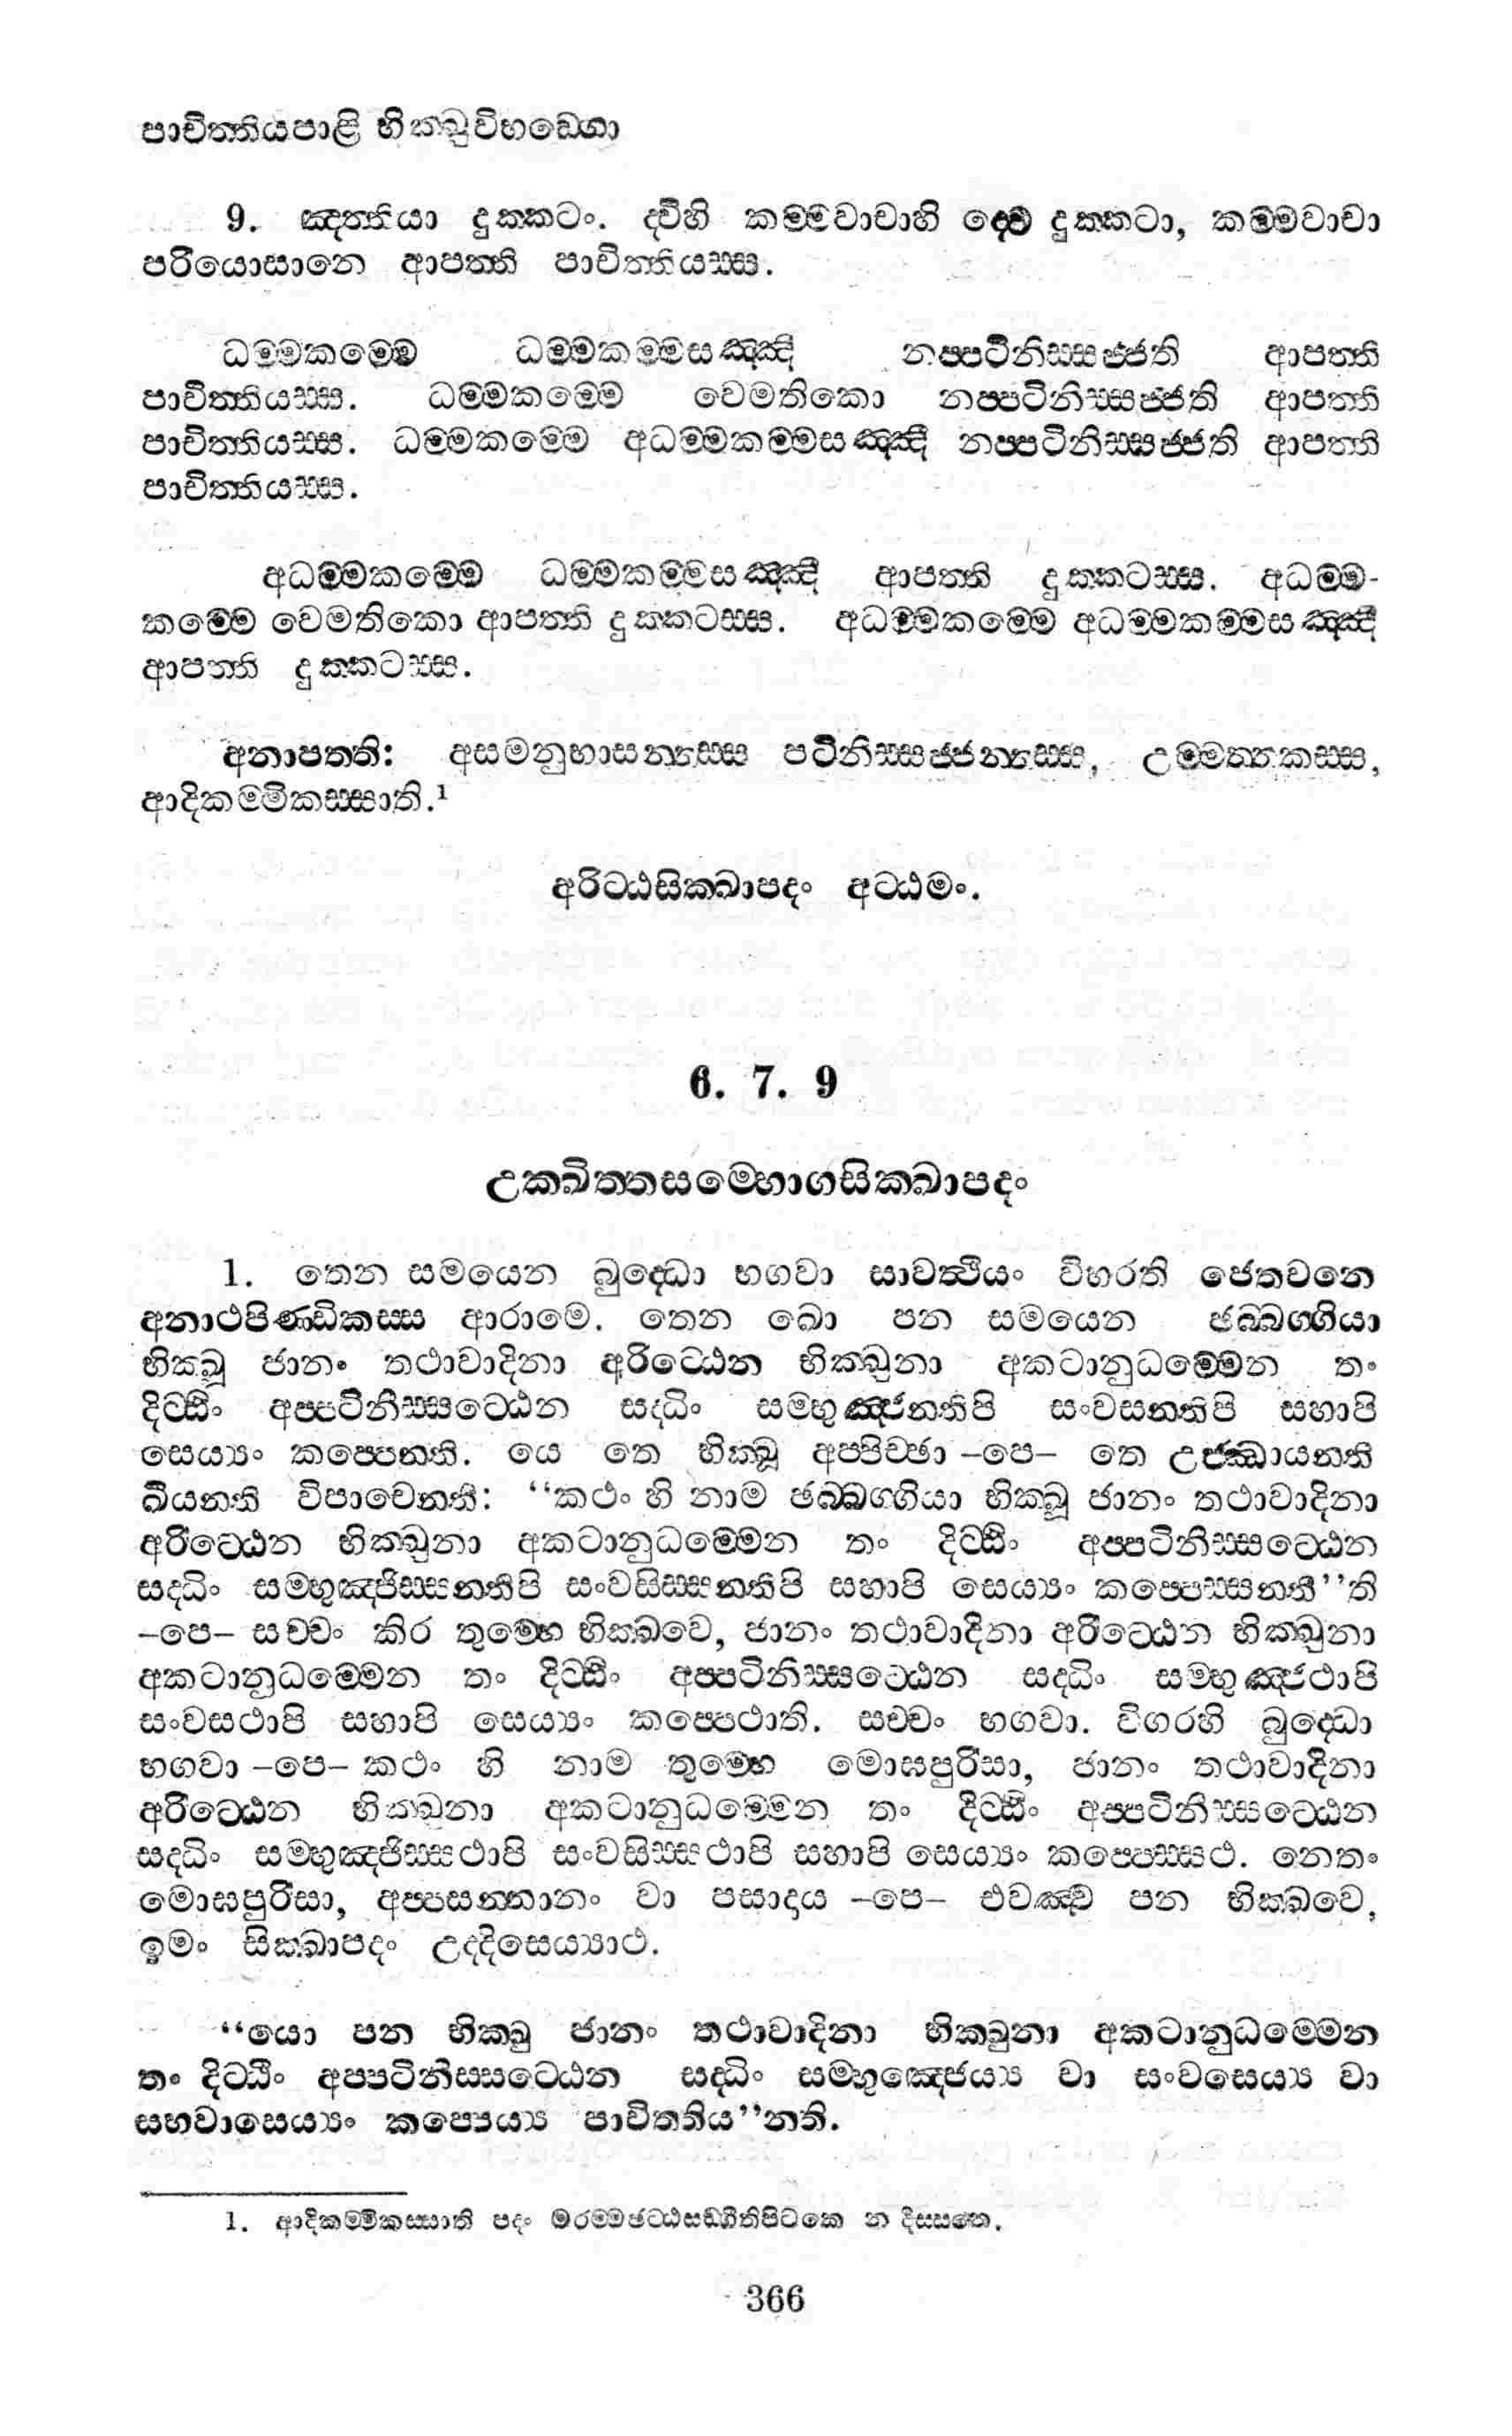 පාචිත්තියපාළි භික්ඛුවිභඞ්ගො
9. ඤත්තියා දුක්කටං. ද්වීහි කම්මවාචාහි ද්වෙ දුක්කටා, කම්මවාචා
පරියොසානෙ ආපත්ති පාචිත්තියස්ස.
ධම්මකම්මෙ ධම්මකම්මසඤ්ඤී නප්පටිනිස්සජ්ජති ආපත්ති
පාචිත්තියස්ස. ධම්මකම්මෙ වෙමතිකො නප්පටිනිස්සජ්ජති ආපත්ති
පාචිත්තියස්ස. ධම්මකම්මෙ අධම්මකම්මසඤ්ඤී නප්පටිනිස්සජ්ජති ආපත්ති
පාචිත්තියස්ස.
අධම්මකම්මෙ ධම්මකම්මසඤ්ඤී ආපත්ති දුක්කටස්ස. අධම්ම-
කම්මෙ වෙමතිකො ආපත්ති දුක්කටස්ස. අධම්මකම්මෙ අධම්මකම්මසඤ්ඤී
ආපත්ති දුක්කටස්ස.
අනාපත්ති: අසමනුභාසන්තස්ස පටිනිස්සජ්ජන්තස්ස, උම්මත්තකස්ස,
ආදිකම්මිකස්සාති.1
අරිට්ඨසික්ඛාපදං අට්ඨමං.
6. 7. 9
උක්ඛිත්තසම්භොගසික්ඛාපදං
1. තෙන සමයෙන බුද්ධො භගවා සාවත්ථියං විහරති ජෙතවනෙ
අනාථපිණ්ඩිකස්ස ආරාමෙ. තෙන ඛො පන සමයෙන ඡබ්බග්ගියා
භික්ඛූ ජානං තථාවාදිනා අරිට්ඨෙන භික්ඛුනා අකටානුධම්මෙන තං
දිට්ඨිං අප්පටිනිස්සට්ඨෙන සද්ධිං සම්භුඤ්ජන්තිපි සංවසන්තිපි සහාපි
සෙය්‍යං කප්පෙන්ති. යෙ තෙ භික්ඛූ අප්පිච්ඡා –පෙ– තෙ උජ්ඣායන්ති
ඛියන්ති විපාචෙන්ති: “කථං හි නාම ඡබ්බග්ගියා භික්ඛූ ජානං තථාවාදිනා
අරිට්ඨෙන භික්ඛුනා අකටානුධම්මෙන තං දිට්ඨිං අප්පටිනිස්සට්ඨෙන
සද්ධිං සම්භුඤ්ජිස්සන්තිපි සංවසිස්සන්තිපි සහාපි සෙය්‍යං කප්පෙස්සන්තී”ති
–පෙ– සච්චං කිර තුම්හෙ භික්ඛවෙ, ජානං තථාවාදිනා අරිට්ඨෙන භික්ඛුනා
අකටානුධම්මෙන තං දිට්ඨිං අප්පටිනිස්සට්ඨෙන සද්ධිං සම්භුඤ්ජථාපි
සංවසථාපි සහාපි සෙය්‍යං කප්පෙථාති. සච්චං භගවා. විගරහි බුද්ධො
භගවා –පෙ– කථං හි නාම තුම්හෙ මොඝපුරිසා, ජානං තථාවාදිනා
අරිට්ඨෙන භික්ඛුනා අකටානුධම්මෙන තං දිට්ඨිං අප්පටිනිස්සට්ඨෙන
සද්ධිං සම්භුඤ්ජිස්සථාපි සංවසිස්සථාපි සහාපි සෙය්‍යං කප්පෙස්සථ. නෙතං
මොඝපුරිසා, අප්පසන්නානං වා පසාදාය –පෙ– එවඤ්ච පන භික්ඛවෙ,
ඉමං සික්ඛාපදං උද්දිසෙය්‍යාථ.
“යො පන භික්ඛු ජානං තථාවාදිනා භික්ඛුනා අකටානුධම්මෙන
තං දිට්ඨිං අප්පටිනිස්සට්ඨෙන සද්ධිං සම්භුඤ්ජෙය්‍ය වා සංවසෙය්‍ය වා
සහවාසෙය්‍යං කප්පෙය්‍ය පාචිත්තිය”න්ති.
1. ආදිකම්මිකස්සාති පදං මරම්මඡට්ඨසඞ්ගීතිපිටකෙ න දිස්සතෙ.
366